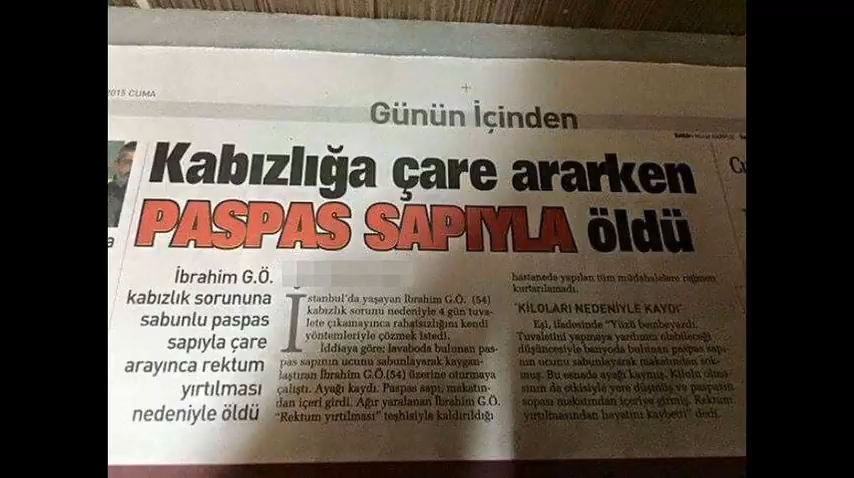 2015 CUMA
Günün İçinden
Kabızlığa çare ararken
PASPAS SAPIYLA öldü
İbrahim G.Ö.
kabızlık sorununa
sabunlu paspas
sapıyla çare
arayınca rektum
yırtılması
nedeniyle öldü
İstanbul'da yaşayan İbrahim G.Ö. (54)
kabızlık sorunu nedeniyle 4 gün tuva-
lete çıkamayınca rahatsızlığını kendi
yöntemleriyle çözmek istedi.
İddiaya göre; lavaboda bulunan pas-
pas sapının ucunu sabunlayarak kaygan-
laştıran İbrahim G.Ö.(54) üzerine oturmaya
çalıştı. Ayağı kaydı. Paspas sapı, makatın-
dan içeri girdi. Ağır yaralanan İbrahim G.Ö.
"Rektum yırtılması" teşhisiyle kaldırıldığı
hastanede yapılan tüm müdahalelere rağmen
kurtarılamadı.
'KİLOLARI NEDENİYLE KAYDI'
Eşi, ifadesinde "Yüzü bembeyazdı.
Tuvaletini yapmaya yardımcı olabileceği
düşüncesiyle banyoda bulunan paspas sapı-
nın ucunu sabunlayarak makatından sok-
muş. Bu esnada ayağı kaymış. Kilolu olma-
sının da etkisiyle yere düşmüş ve paspasın
sopası makatından içeriye girmiş. Rektum
yırtılmasından hayatını kaybetti" dedi.